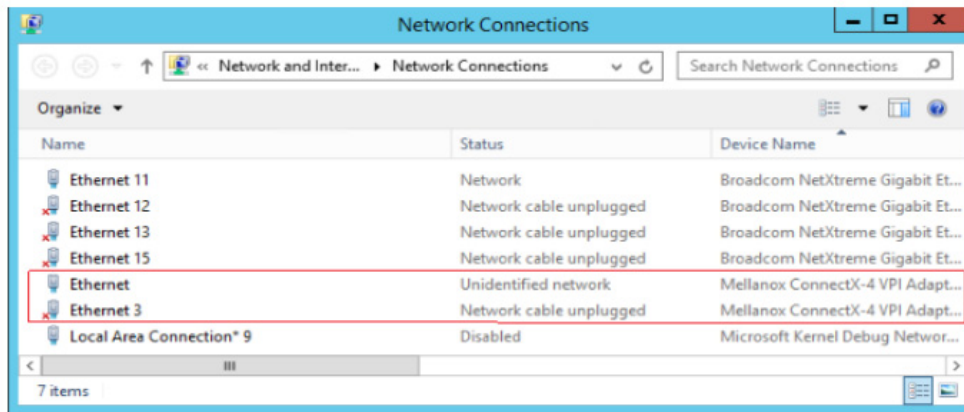 Network Connections
« Network and Inter... ▸ Network Connections
Search Network Connections
Organize
Name Status Device Name
Ethernet 11 Network Broadcom NetXtreme Gigabit Et...
Ethernet 12 Network cable unplugged Broadcom NetXtreme Gigabit Et...
Ethernet 13 Network cable unplugged Broadcom NetXtreme Gigabit Et...
Ethernet 15 Network cable unplugged Broadcom NetXtreme Gigabit Et...
Ethernet Unidentified network Mellanox ConnectX-4 VPI Adapt...
Ethernet 3 Network cable unplugged Mellanox ConnectX-4 VPI Adapt...
Local Area Connection* 9 Disabled Microsoft Kernel Debug Networ...
7 items